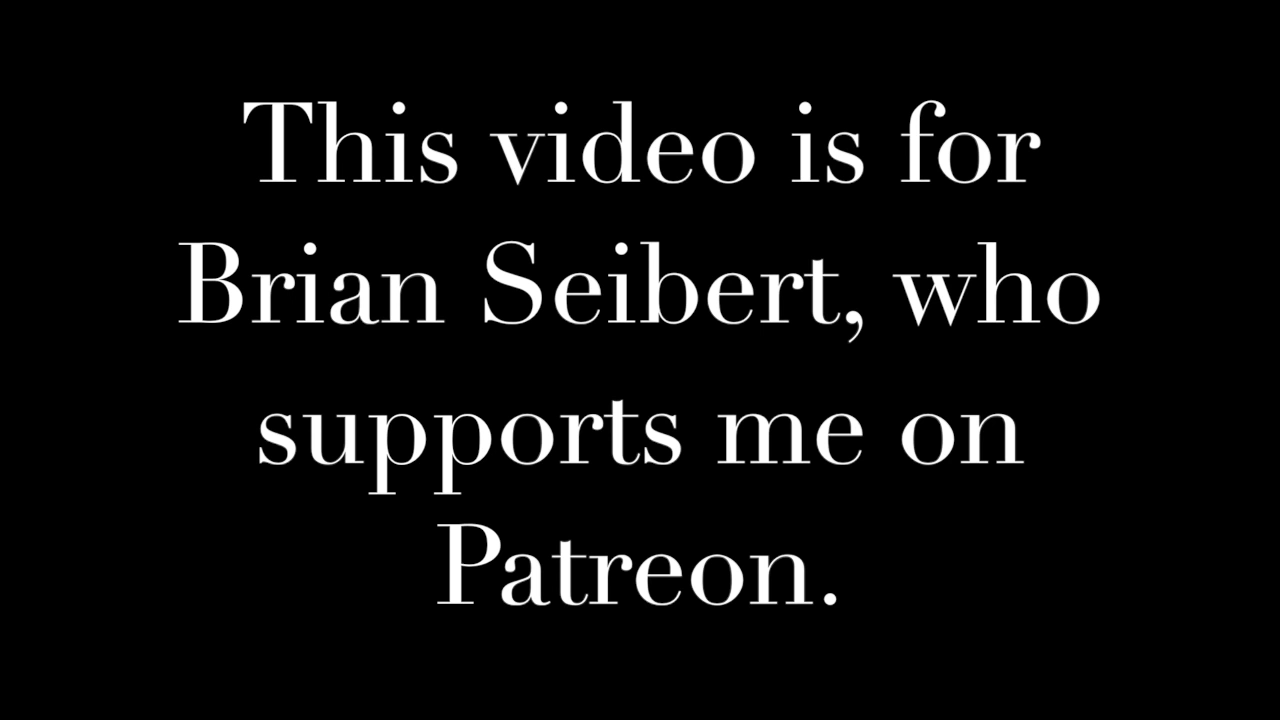 This video is for
Brian Seibert, who
supports me on
Patreon.